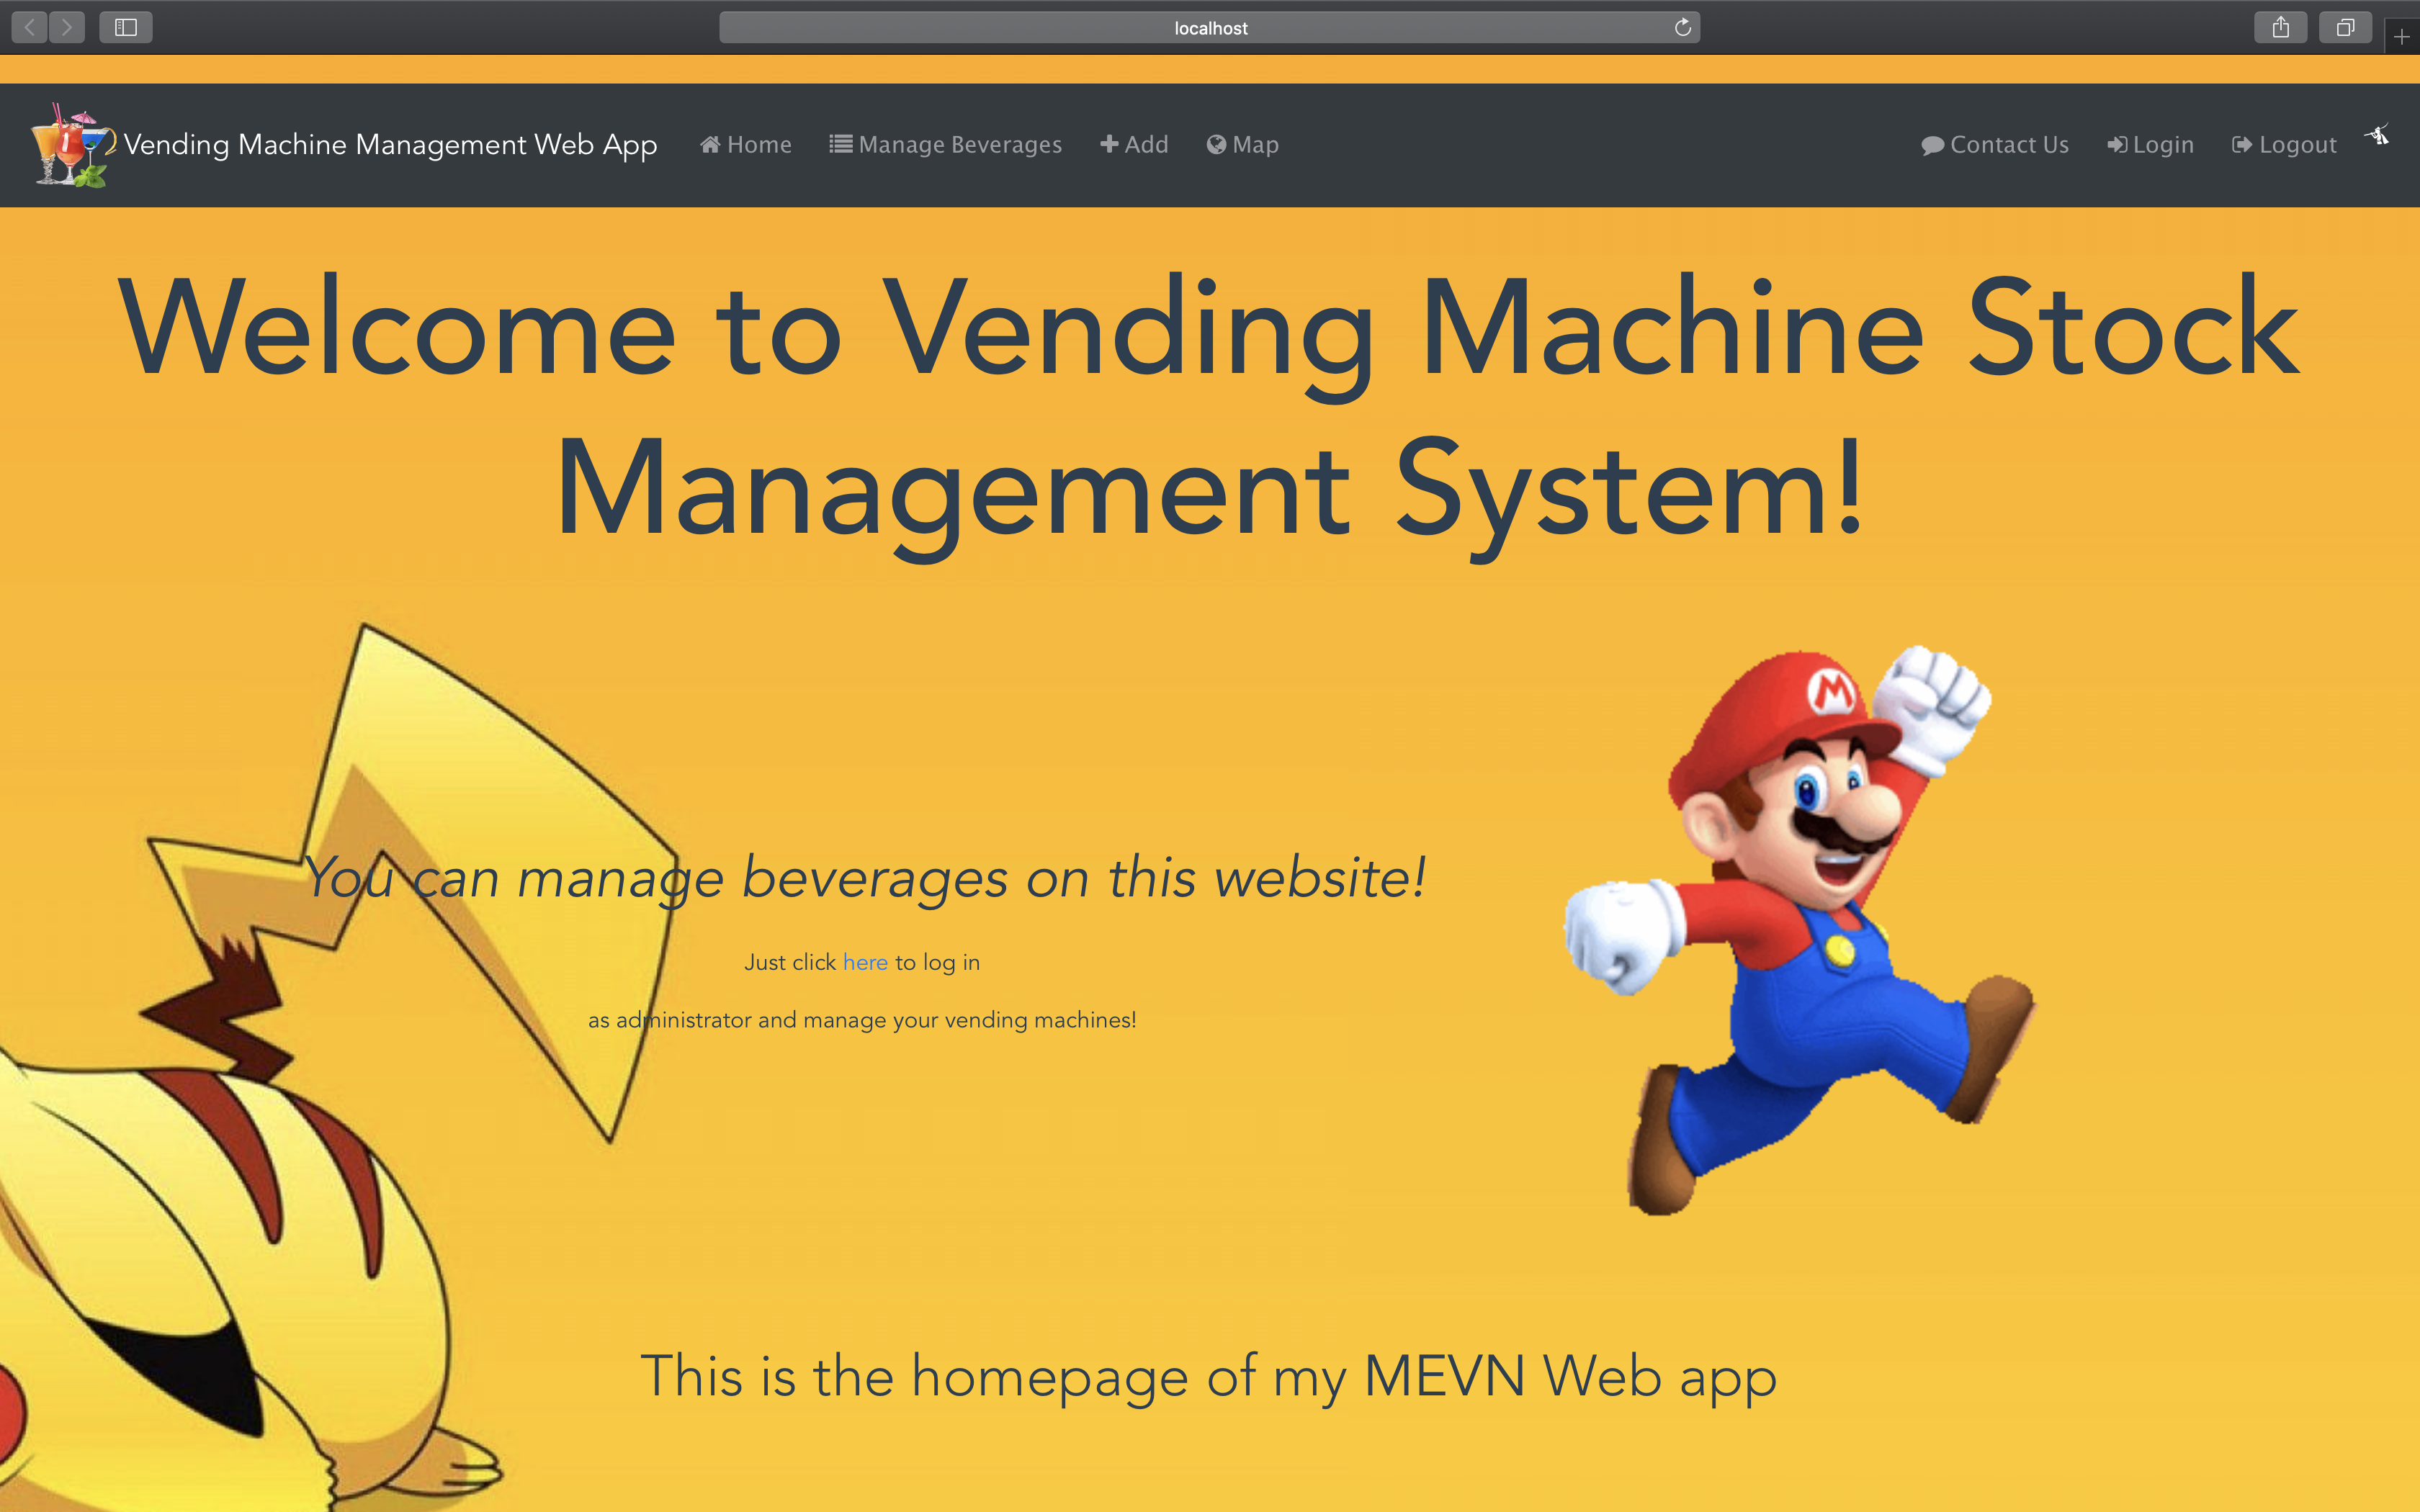 localhost
Vending Machine Management Web App Home Manage Beverages Add Map Contact Us Login Logout
Welcome to Vending Machine Stock
Management System!
M
You can manage beverages on this website!
Just click here to log in
as administrator and manage your vending machines!
This is the homepage of my MEVN Web app